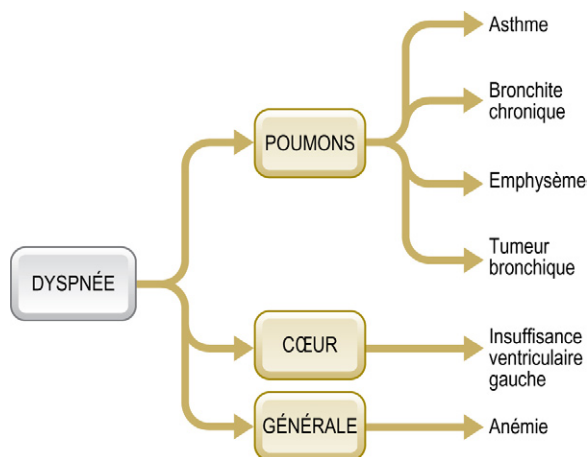 DYSPNÉE
POUMONS
Asthme
Bronchite
chronique
Emphysème
Tumeur
bronchique
CŒUR
Insuffisance
ventriculaire
gauche
GÉNÉRALE
Anémie